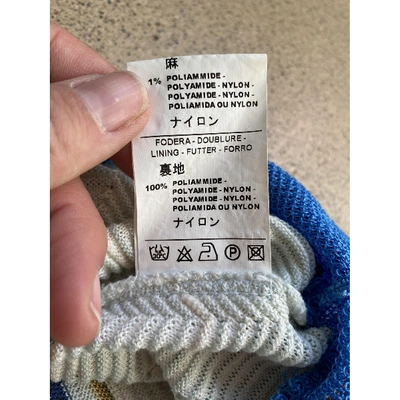 麻
1% POLIAMMIDE -
POLYAMIDE - NYLON -
POLYAMIDE - NYLON -
POLIAMIDA OU NYLON
ナイロン
FODERA - DOUBLURE -
LINING - FUTTER - FORRO
裏地
100% POLIAMMIDE -
POLYAMIDE - NYLON -
POLYAMIDE - NYLON -
POLIAMIDA OU NYLON
ナイロン
P